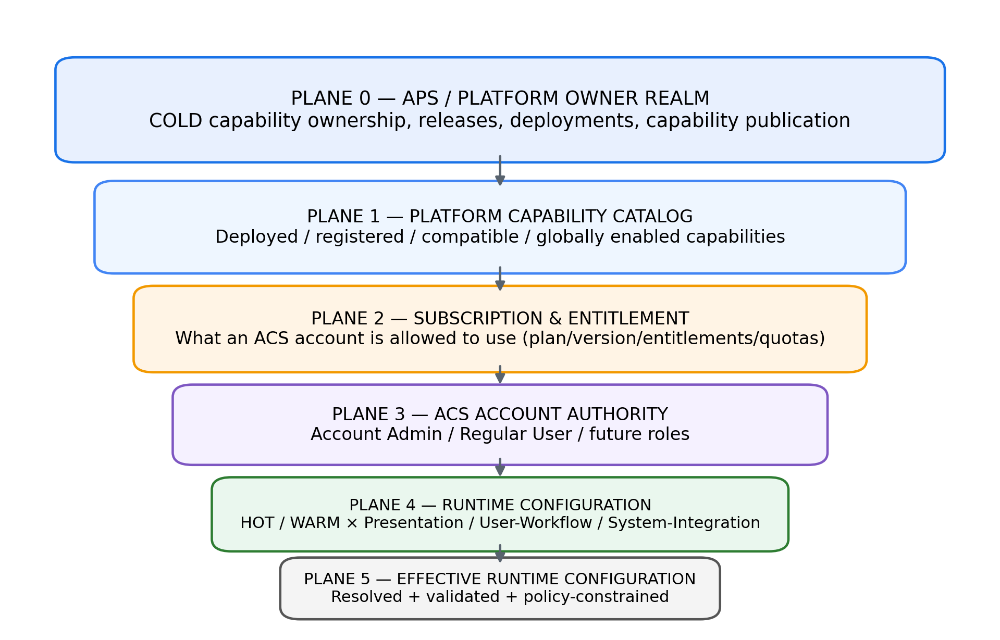 PLANE 0 — APS / PLATFORM OWNER REALM
COLD capability ownership, releases, deployments, capability publication
PLANE 1 — PLATFORM CAPABILITY CATALOG
Deployed / registered / compatible / globally enabled capabilities
PLANE 2 — SUBSCRIPTION & ENTITLEMENT
What an ACS account is allowed to use (plan/version/entitlements/quotas)
PLANE 3 — ACS ACCOUNT AUTHORITY
Account Admin / Regular User / future roles
PLANE 4 — RUNTIME CONFIGURATION
HOT / WARM × Presentation / User-Workflow / System-Integration
PLANE 5 — EFFECTIVE RUNTIME CONFIGURATION
Resolved + validated + policy-constrained